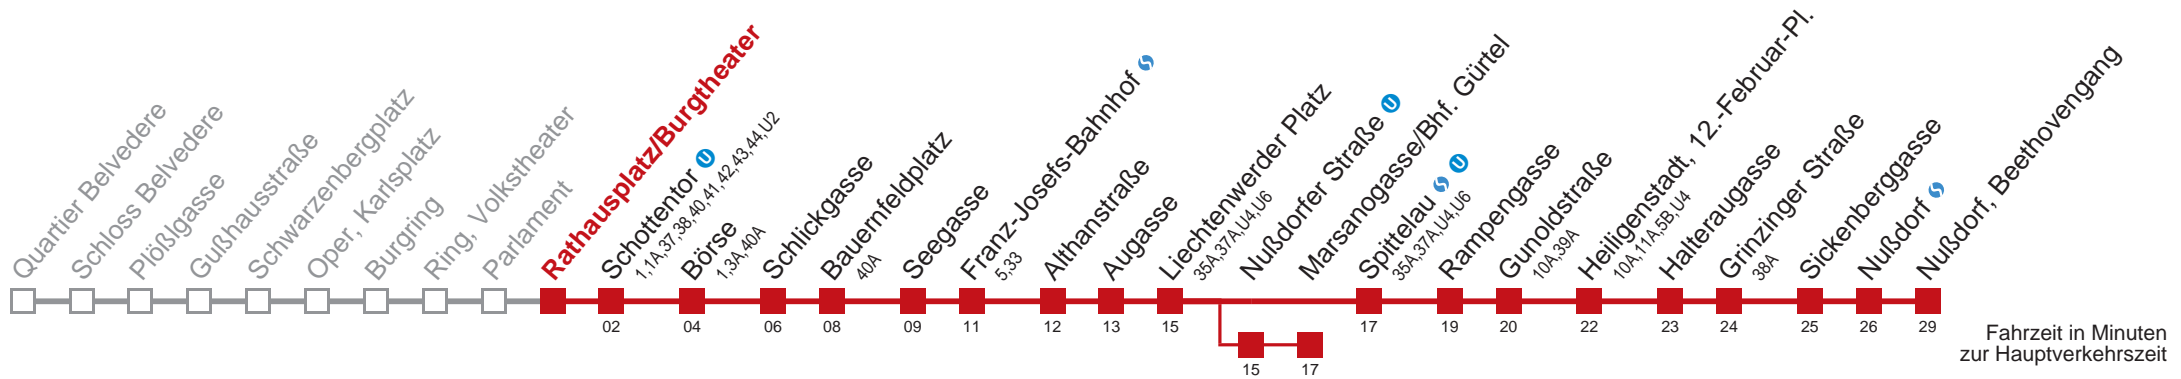 Quartier Belvedere
Schloss Belvedere
Plößlgasse
Gußhausstraße
Schwarzenbergplatz
Oper, Karlsplatz
Burgring
Ring, Volkstheater
Parlament
Rathausplatz/Burgtheater
Schottentor U
1,1A,37,38,40,41,42,43,44,U2
Börse
1,3A,40A
Schlickgasse
Bauernfeldplatz
40A
Seegasse
Franz-Josefs-Bahnhof S
5,33
Althanstraße
Augasse
Liechtenwerder Platz
35A,37A,U4,U6
Nußdorfer Straße U
Marsanogasse/Bhf. Gürtel
Spittelau S U
35A,37A,U4,U6
Rampengasse
Gunoldstraße
10A,39A
Heiligenstadt, 12.-Februar-Pl.
10A,11A,5B,U4
Halteraugasse
Grinzinger Straße
38A
Sickenberggasse
Nußdorf S
Nußdorf, Beethovengang
02 04 06 08 09 11 12 13 15 17 19 20 22 23 24 25 26 29
15 17
Fahrzeit in Minuten
zur Hauptverkehrszeit